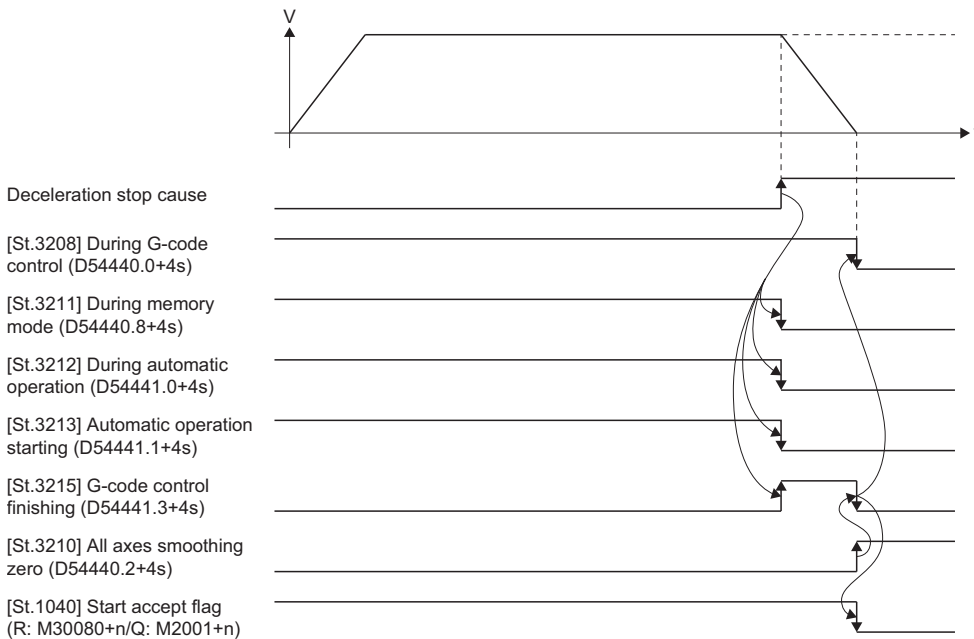 V
Deceleration stop cause
[St.3208] During G-code
control (D54440.0+4s)
[St.3211] During memory
mode (D54440.8+4s)
[St.3212] During automatic
operation (D54441.0+4s)
[St.3213] Automatic operation
starting (D54441.1+4s)
[St.3215] G-code control
finishing (D54441.3+4s)
[St.3210] All axes smoothing
zero (D54440.2+4s)
[St.1040] Start accept flag
(R: M30080+n/Q: M2001+n)